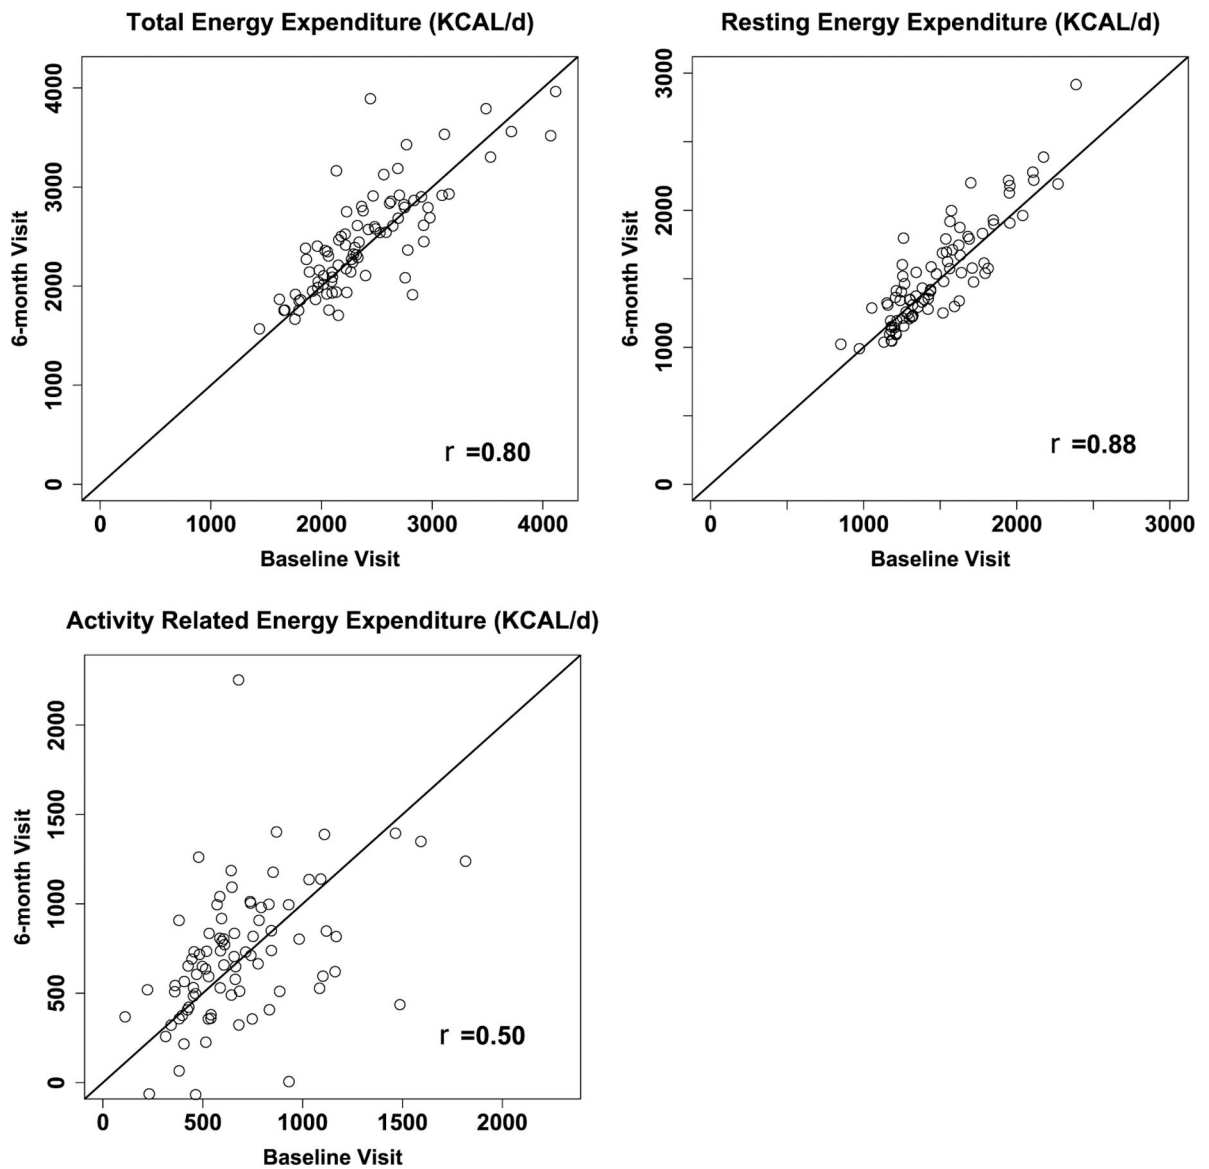 Total Energy Expenditure (KCAL/d)
4000
3000
2000
1000
0
6-month Visit
r =0.80
0 1000 2000 3000 4000
Baseline Visit
Resting Energy Expenditure (KCAL/d)
3000
2000
1000
0
6-month Visit
r =0.88
0 1000 2000 3000
Baseline Visit
Activity Related Energy Expenditure (KCAL/d)
2000
1500
1000
500
0
6-month Visit
r =0.50
0 500 1000 1500 2000
Baseline Visit